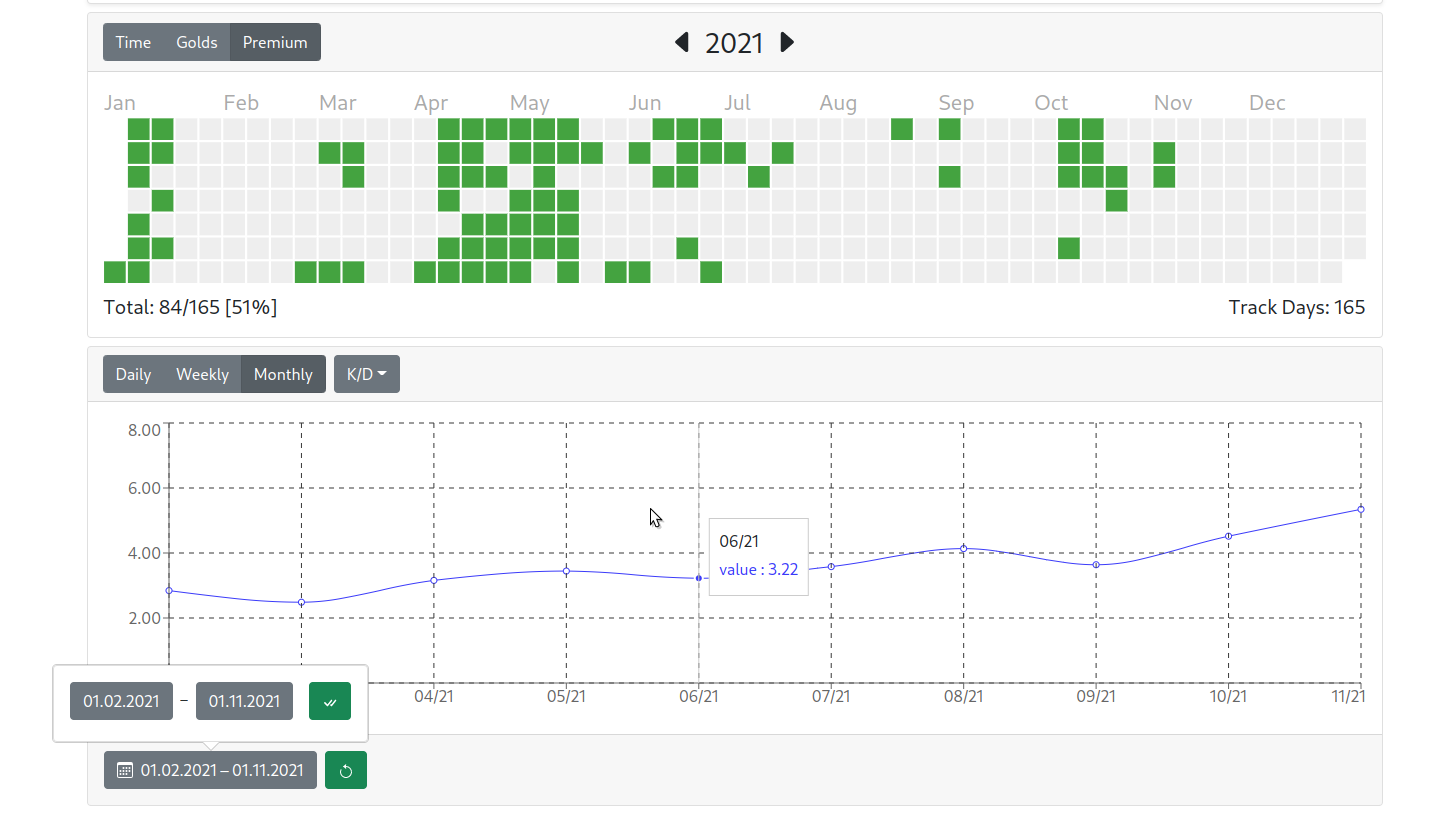 Time Golds Premium 2021
Jan Feb Mar Apr May Jun Jul Aug Sep Oct Nov Dec
Total: 84/165 [51%] Track Days: 165
Daily Weekly Monthly K/D
8.00
6.00
4.00
2.00
06/21
value : 3.22
04/21 05/21 06/21 07/21 08/21 09/21 10/21 11/21
01.02.2021 – 01.11.2021
01.02.2021 – 01.11.2021